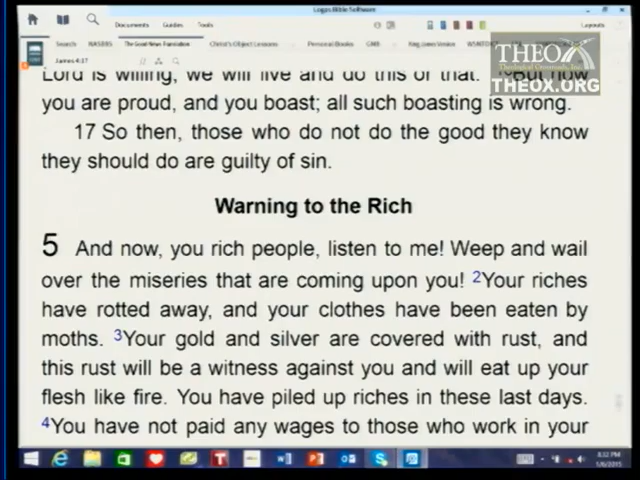 Logos Bible Software
Documents Guides Tools
Layouts
Search NASB95 The Good News Translation Christ's Object Lessons Personal Books GNB King James Version
James 4:17
THEOX
THEOX.ORG
Lord is willing, we will live and do this or that." 16 But now
you are proud, and you boast; all such boasting is wrong.
17 So then, those who do not do the good they know
they should do are guilty of sin.
Warning to the Rich
5 And now, you rich people, listen to me! Weep and wail
over the miseries that are coming upon you! 2Your riches
have rotted away, and your clothes have been eaten by
moths. 3Your gold and silver are covered with rust, and
this rust will be a witness against you and will eat up your
flesh like fire. You have piled up riches in these last days.
4You have not paid any wages to those who work in your
8:32 PM
1/6/2015